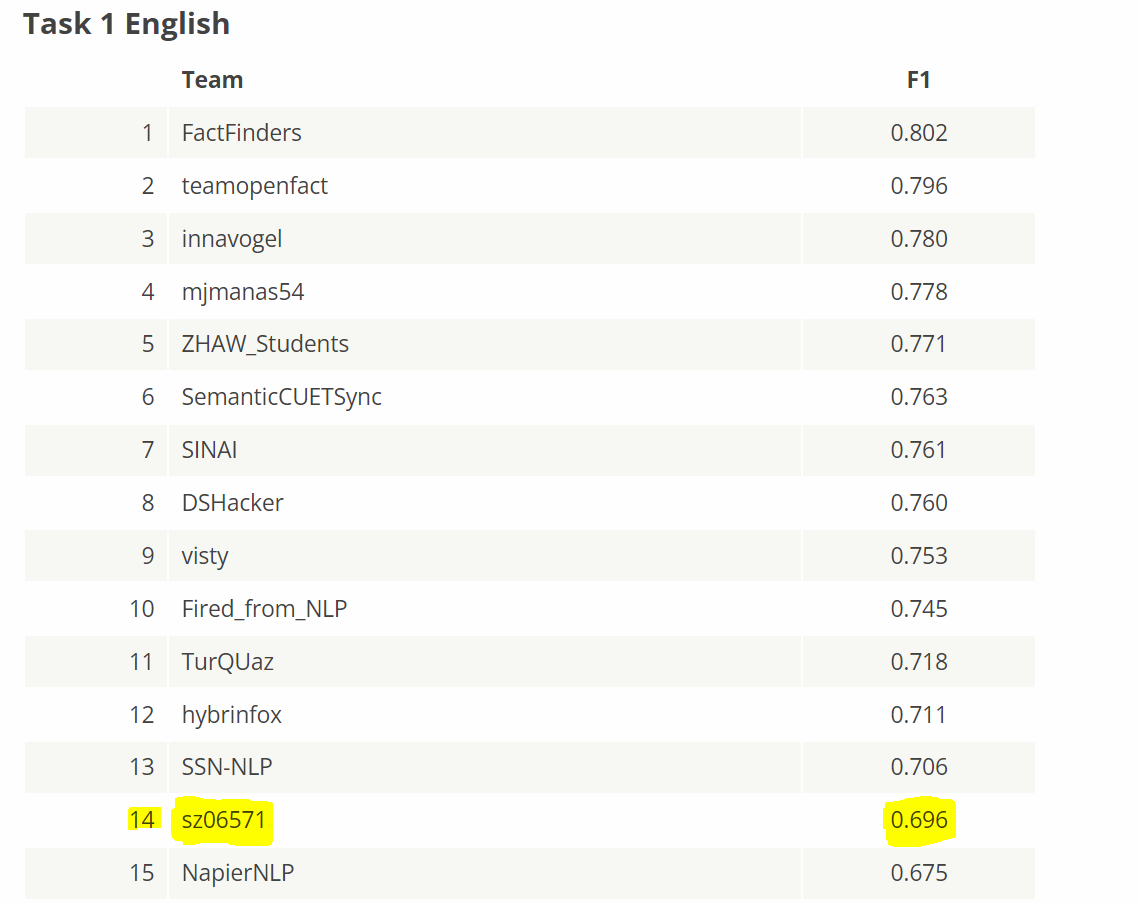 Task 1 English
Team F1
1 FactFinders 0.802
2 teamopenfact 0.796
3 innavogel 0.780
4 mjmanas54 0.778
5 ZHAW_Students 0.771
6 SemanticCUETSync 0.763
7 SINAI 0.761
8 DSHacker 0.760
9 visty 0.753
10 Fired_from_NLP 0.745
11 TurQUaz 0.718
12 hybrinfox 0.711
13 SSN-NLP 0.706
14 sz06571 0.696
15 NapierNLP 0.675